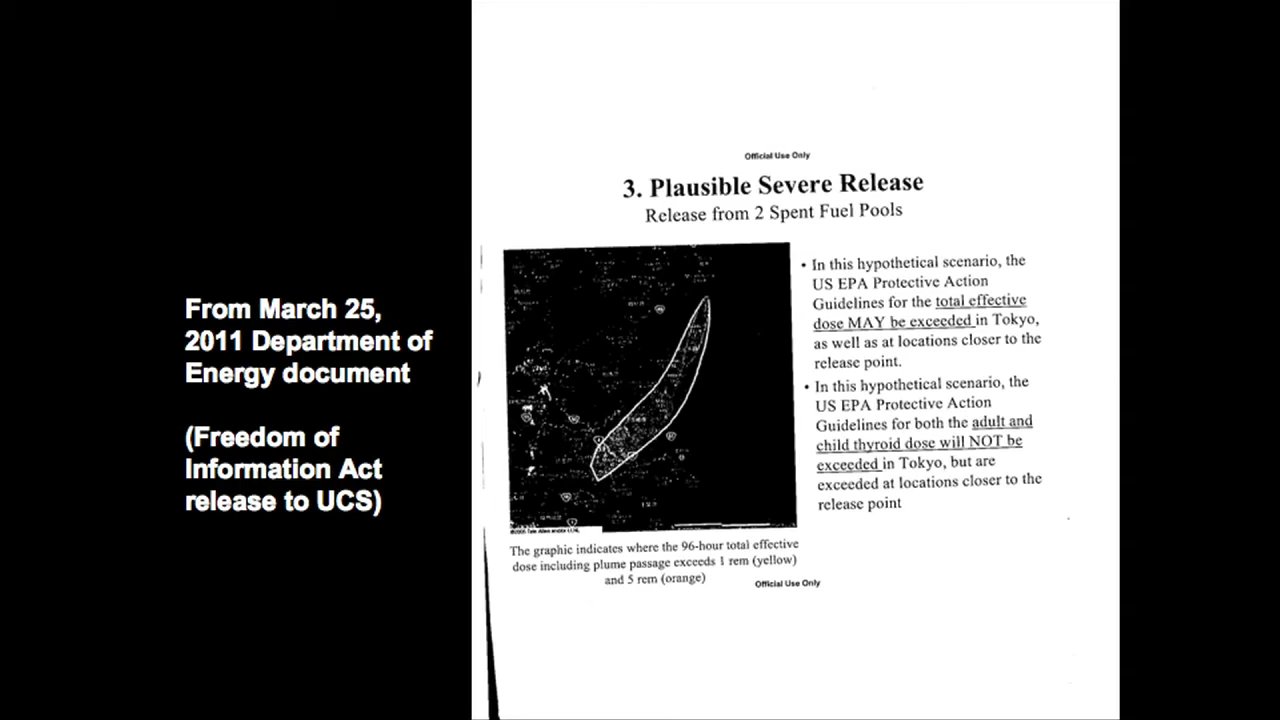 From March 25,
2011 Department of
Energy document
(Freedom of
Information Act
release to UCS)
Official Use Only
3. Plausible Severe Release
Release from 2 Spent Fuel Pools
• In this hypothetical scenario, the
US EPA Protective Action
Guidelines for the total effective
dose MAY be exceeded in Tokyo,
as well as at locations closer to the
release point.
• In this hypothetical scenario, the
US EPA Protective Action
Guidelines for both the adult and
child thyroid dose will NOT be
exceeded in Tokyo, but are
exceeded at locations closer to the
release point
The graphic indicates where the 96-hour total effective
dose including plume passage exceeds 1 rem (yellow)
and 5 rem (orange)
Official Use Only